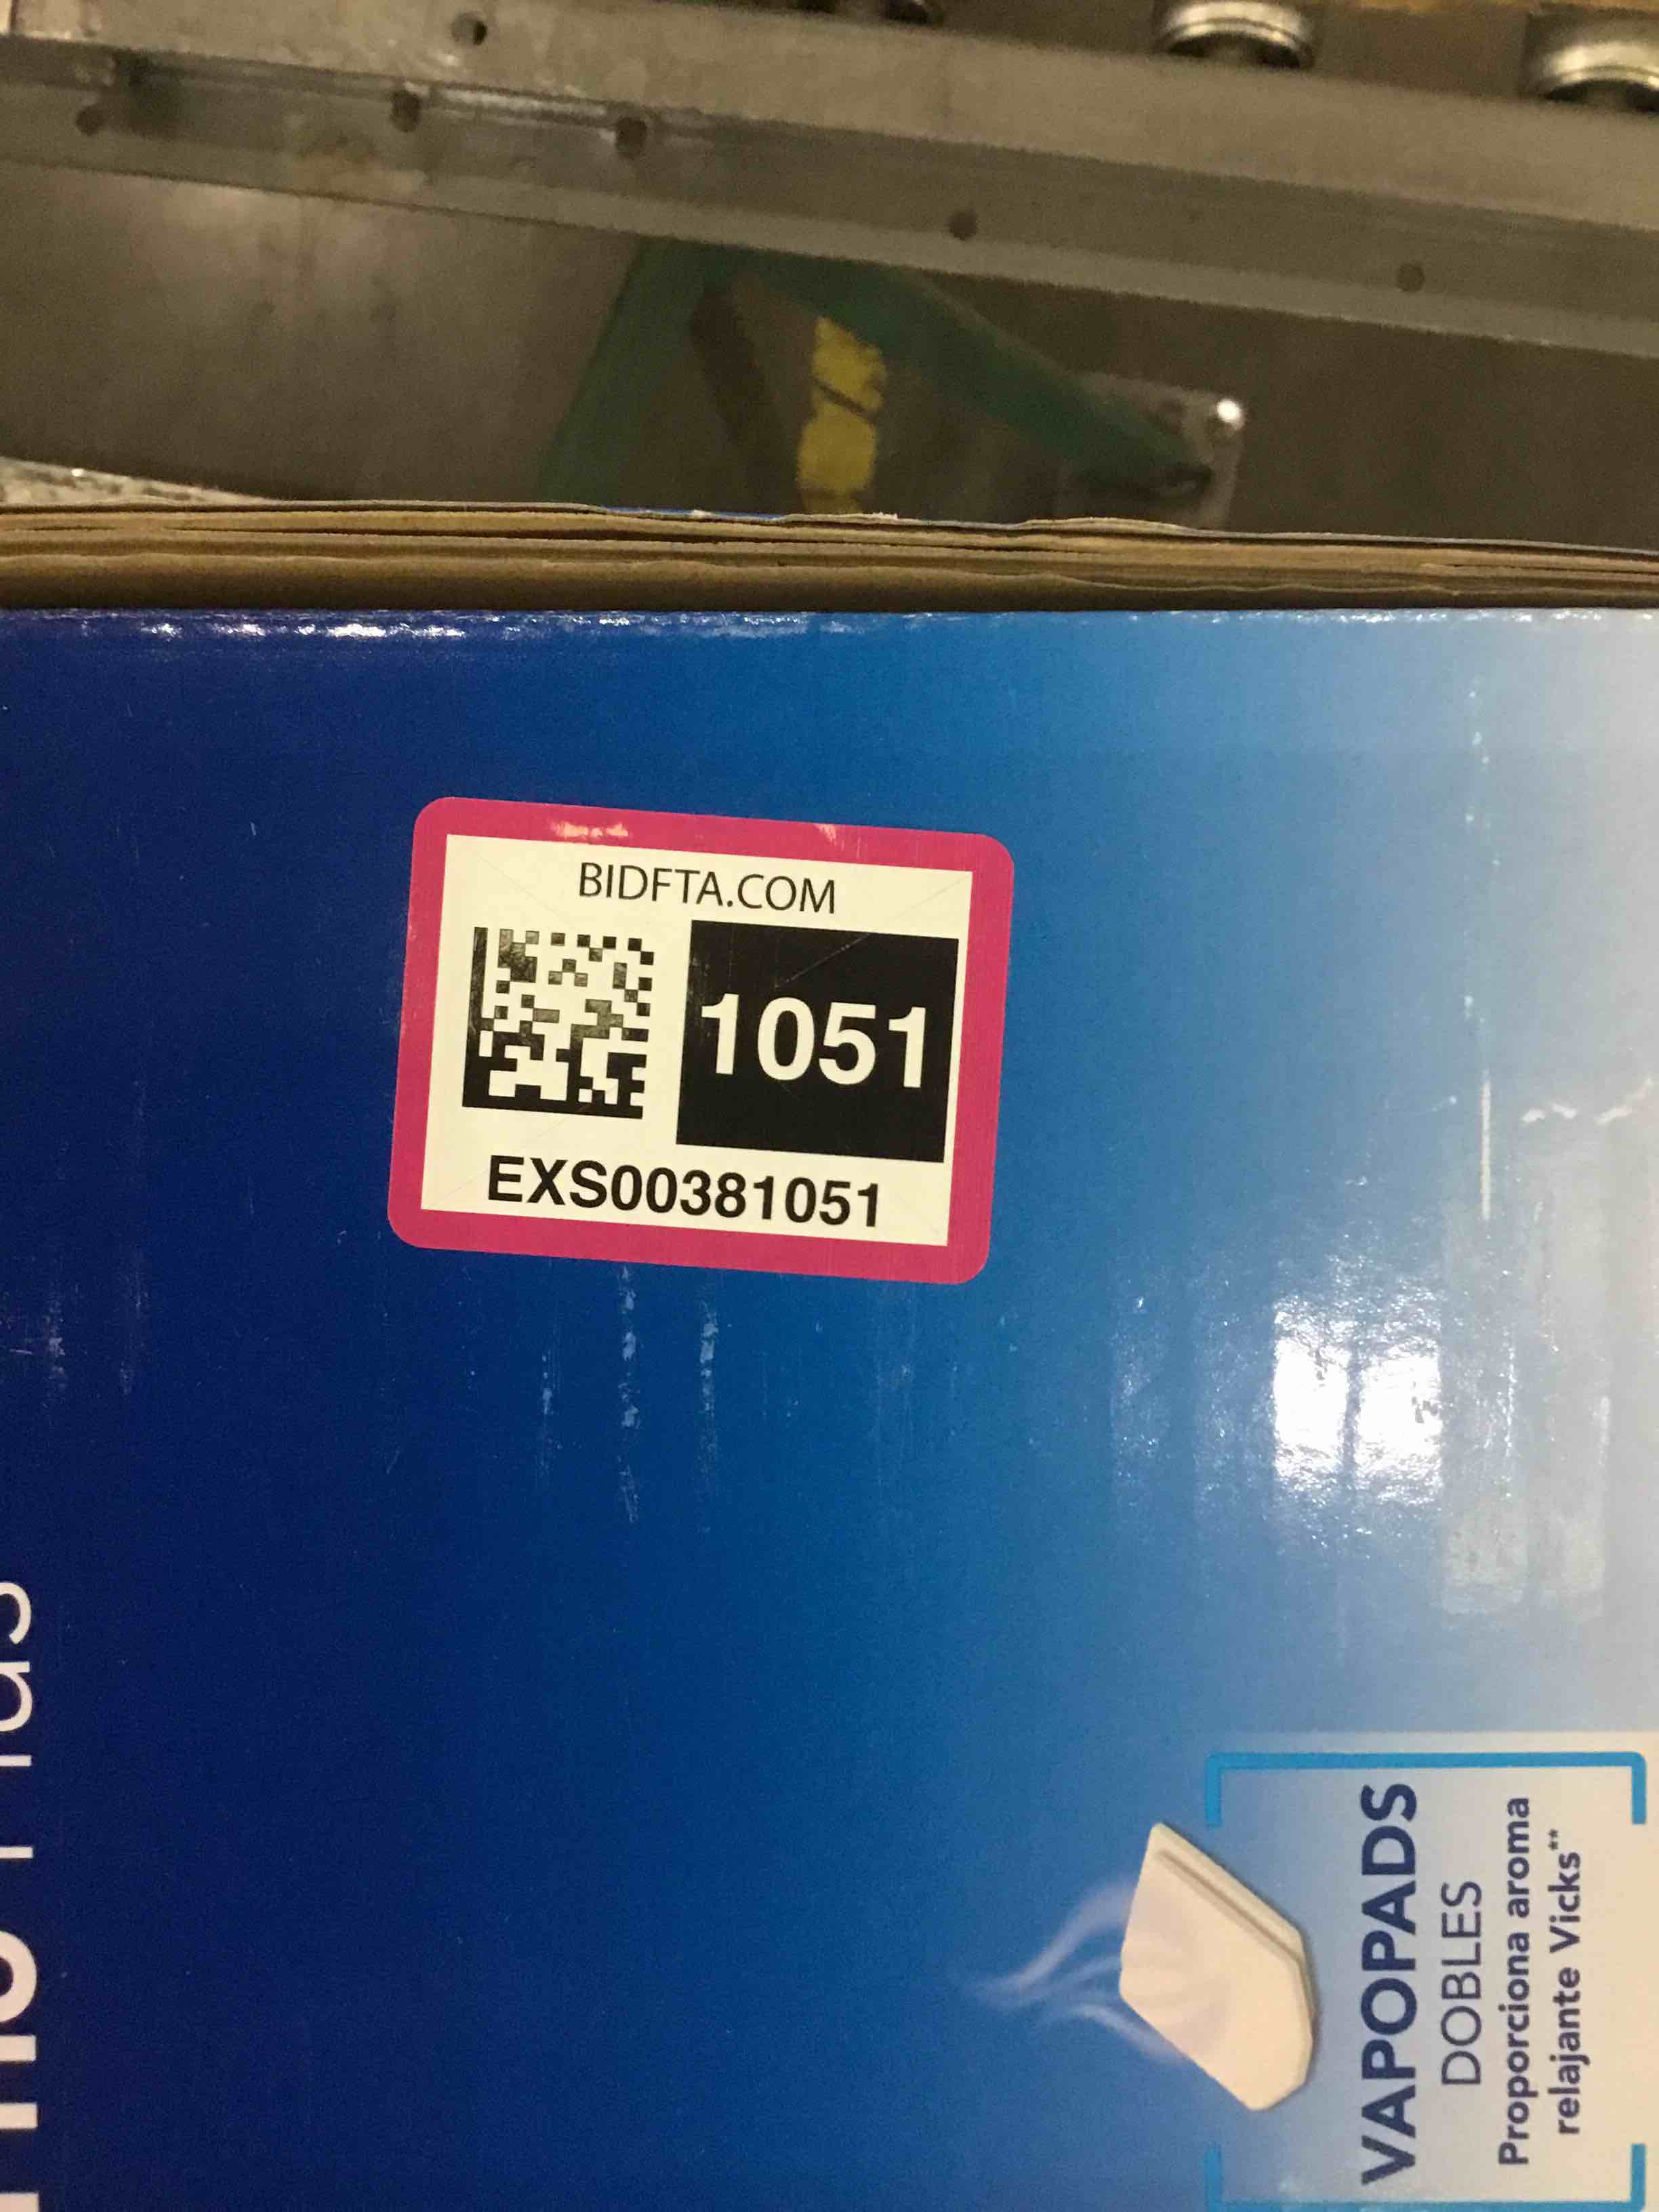 BIDFTA.COM
1051
EXS00381051
VAPOPADS
DOBLES
Proporciona aroma
relajante Vicks**